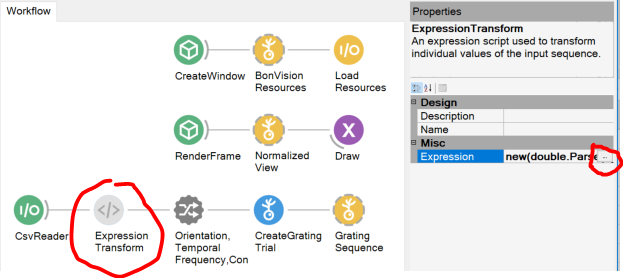 Workflow
CreateWindow
BonVision
Resources
Load
Resources
RenderFrame
Normalized
View
X
Draw
I/O
I/O
</>
CsvReader
Expression
Transform
Orientation,
Temporal
Frequency,Con
CreateGrating
Trial
Grating
Sequence
Properties
ExpressionTransform
An expression script used to transform
individual values of the input sequence.
Design
Description
Name
Misc
Expression new(double.Parse ...